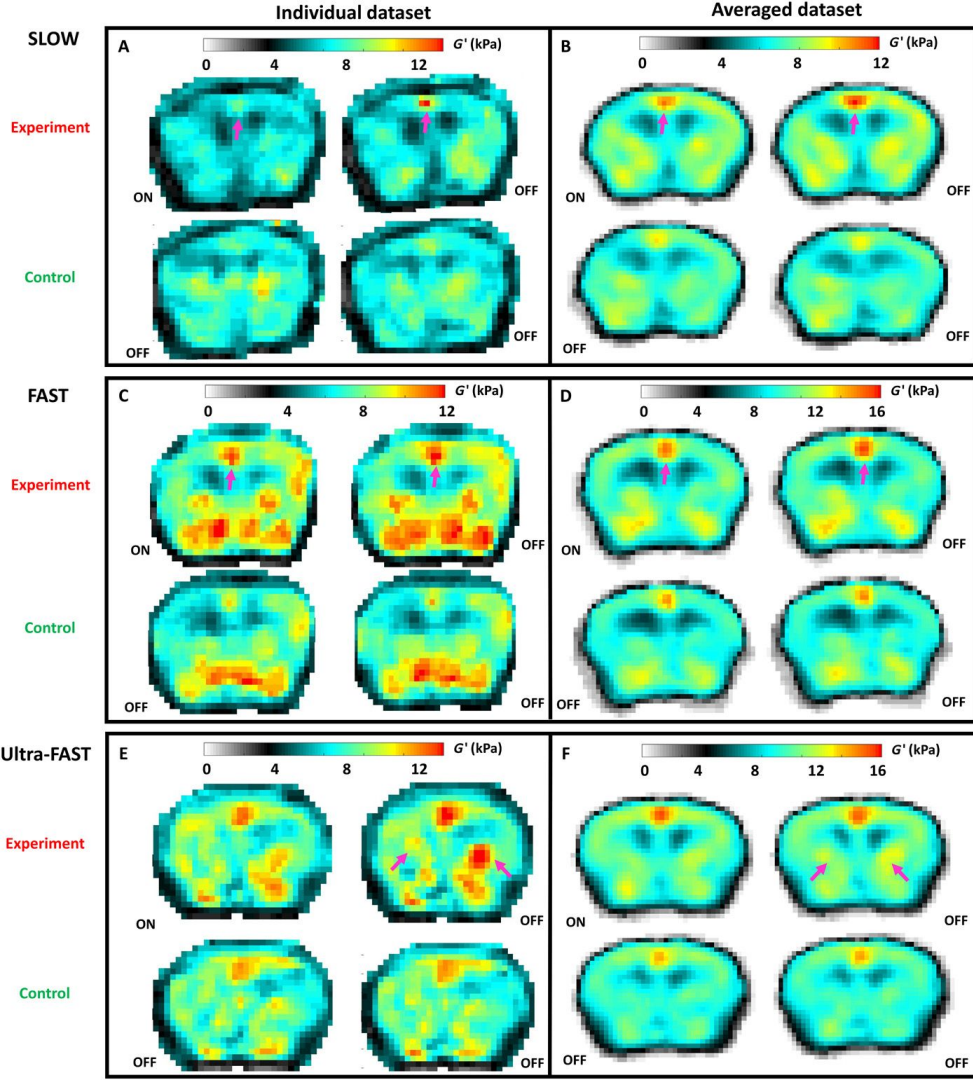 Individual dataset
Averaged dataset
SLOW
A
G' (kPa)
0 4 8 12
B
G' (kPa)
0 4 8 12
Experiment
ON
OFF
ON
OFF
Control
OFF
OFF
OFF
OFF
FAST
C
G' (kPa)
0 4 8 12
D
G' (kPa)
0 4 8 12 16
Experiment
ON
OFF
ON
OFF
Control
OFF
OFF
OFF
OFF
Ultra-FAST
E
G' (kPa)
0 4 8 12
F
G' (kPa)
0 4 8 12 16
Experiment
ON
OFF
ON
OFF
Control
OFF
OFF
OFF
OFF